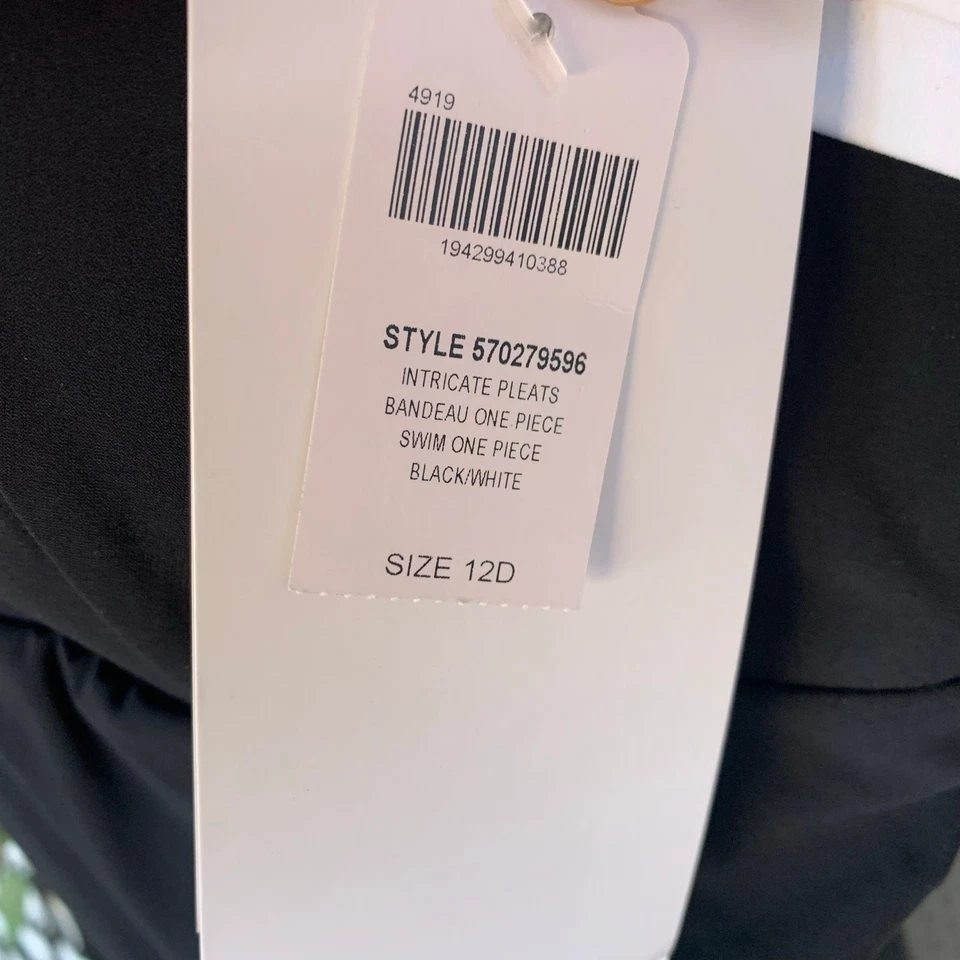 4919
194299410388
STYLE 570279596
INTRICATE PLEATS
BANDEAU ONE PIECE
SWIM ONE PIECE
BLACK/WHITE
SIZE 12D